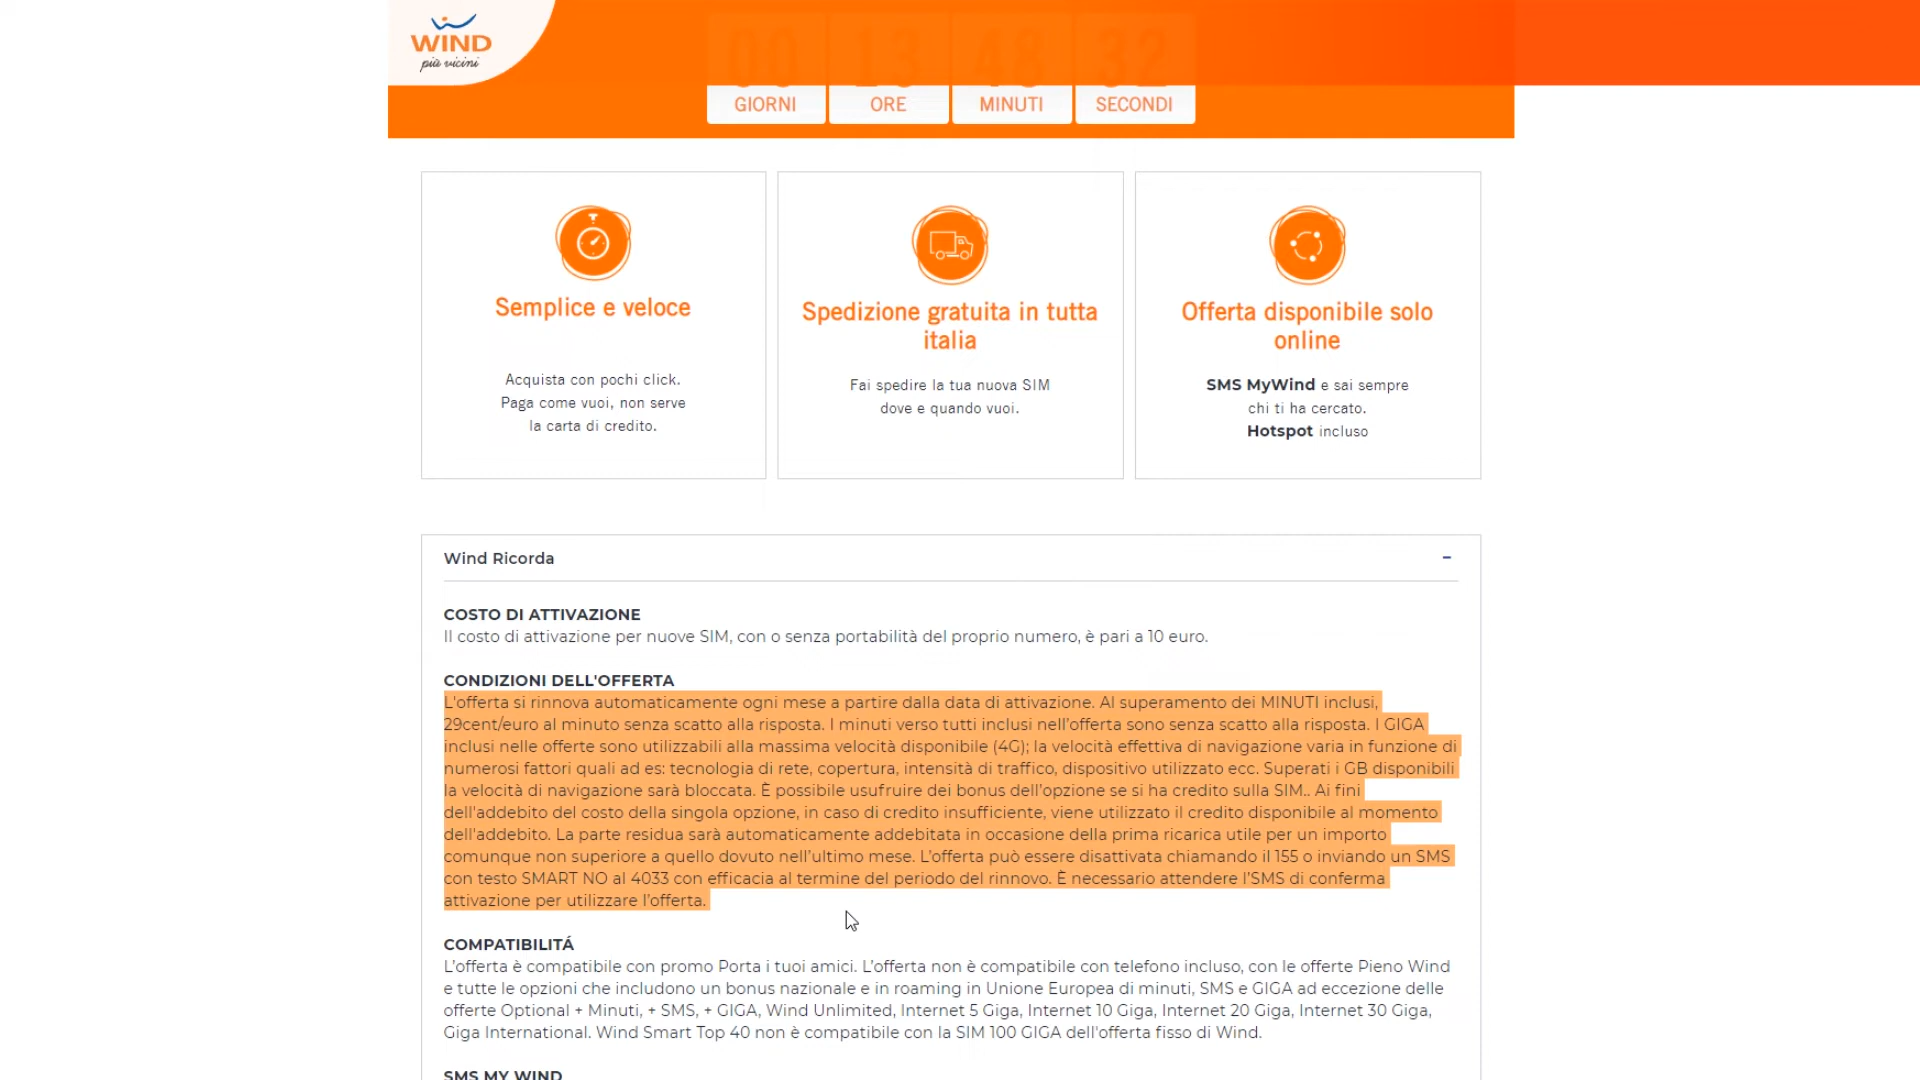 WIND
più vicini
00 13 48 32
GIORNI ORE MINUTI SECONDI
Semplice e veloce
Acquista con pochi click.
Paga come vuoi, non serve
la carta di credito.
Spedizione gratuita in tutta
italia
Fai spedire la tua nuova SIM
dove e quando vuoi.
Offerta disponibile solo
online
SMS MyWind e sai sempre
chi ti ha cercato.
Hotspot incluso
Wind Ricorda
COSTO DI ATTIVAZIONE
Il costo di attivazione per nuove SIM, con o senza portabilità del proprio numero, è pari a 10 euro.
CONDIZIONI DELL'OFFERTA
L'offerta si rinnova automaticamente ogni mese a partire dalla data di attivazione. Al superamento dei MINUTI inclusi,
29cent/euro al minuto senza scatto alla risposta. I minuti verso tutti inclusi nell'offerta sono senza scatto alla risposta. I GIGA
inclusi nelle offerte sono utilizzabili alla massima velocità disponibile (4G); la velocità effettiva di navigazione varia in funzione di
numerosi fattori quali ad es: tecnologia di rete, copertura, intensità di traffico, dispositivo utilizzato ecc. Superati i GB disponibili
la velocità di navigazione sarà bloccata. È possibile usufruire dei bonus dell'opzione se si ha credito sulla SIM.. Ai fini
dell'addebito del costo della singola opzione, in caso di credito insufficiente, viene utilizzato il credito disponibile al momento
dell'addebito. La parte residua sarà automaticamente addebitata in occasione della prima ricarica utile per un importo
comunque non superiore a quello dovuto nell'ultimo mese. L'offerta può essere disattivata chiamando il 155 o inviando un SMS
con testo SMART NO al 4033 con efficacia al termine del periodo del rinnovo. È necessario attendere l'SMS di conferma
attivazione per utilizzare l'offerta.
COMPATIBILITÁ
L'offerta è compatibile con promo Porta i tuoi amici. L'offerta non è compatibile con telefono incluso, con le offerte Pieno Wind
e tutte le opzioni che includono un bonus nazionale e in roaming in Unione Europea di minuti, SMS e GIGA ad eccezione delle
offerte Optional + Minuti, + SMS, + GIGA, Wind Unlimited, Internet 5 Giga, Internet 10 Giga, Internet 20 Giga, Internet 30 Giga,
Giga International. Wind Smart Top 40 non è compatibile con la SIM 100 GIGA dell'offerta fisso di Wind.
SMS MY WIND